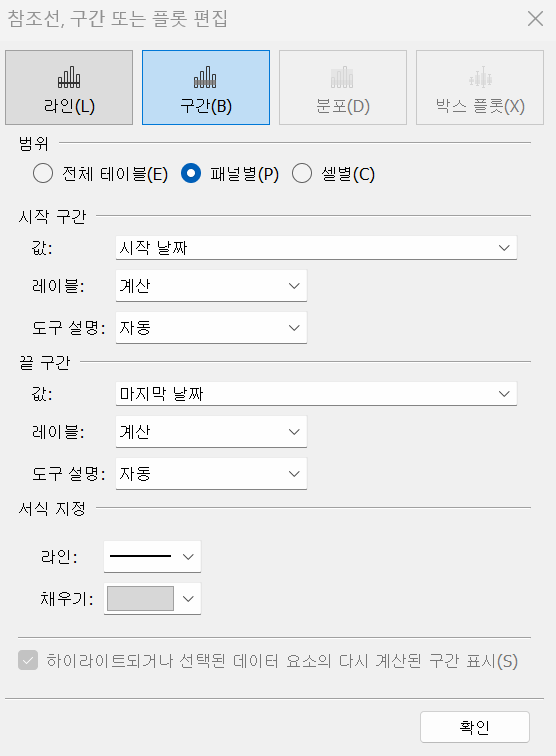 참조선, 구간 또는 플롯 편집
라인(L) 구간(B) 분포(D) 박스 플롯(X)
범위
전체 테이블(E) 패널별(P) 셀별(C)
시작 구간
값: 시작 날짜
레이블: 계산
도구 설명: 자동
끝 구간
값: 마지막 날짜
레이블: 계산
도구 설명: 자동
서식 지정
라인:
채우기:
하이라이트되거나 선택된 데이터 요소의 다시 계산된 구간 표시(S)
확인